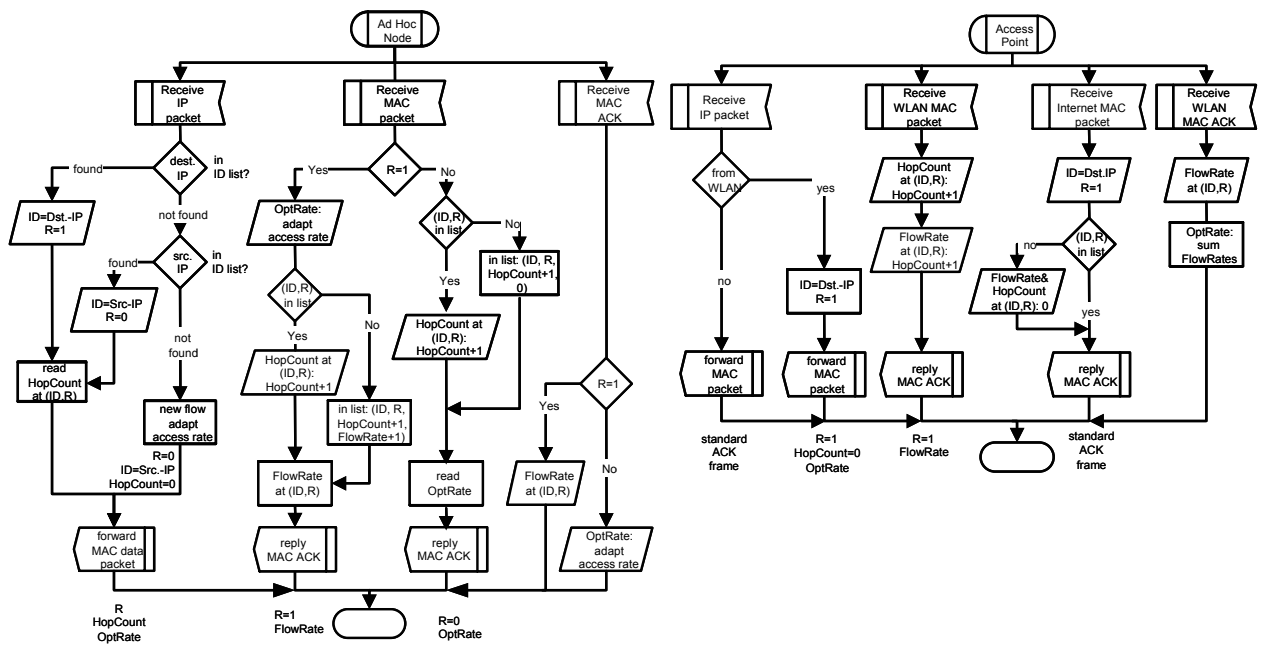 Ad Hoc
Node
Receive
IP
packet
dest.
IP
in
ID list?
found
ID=Dst.-IP
R=1
not found
src.
IP
in
ID list?
found
ID=Src-IP
R=0
not
found
read
HopCount
at (ID,R)
new flow
adapt
access rate
R=0
ID=Src.-IP
HopCount=0
forward
MAC data
packet
R
HopCount
OptRate
Receive
MAC
packet
R=1
Yes
No
OptRate:
adapt
access rate
(ID,R)
in list
Yes
No
HopCount at
(ID,R):
HopCount+1
in list: (ID, R,
HopCount+1,
FlowRate+1)
FlowRate
at (ID,R)
reply
MAC ACK
R=1
FlowRate
(ID,R)
in list
No
Yes
in list: (ID, R,
HopCount+1,
0)
HopCount at
(ID,R):
HopCount+1
read
OptRate
reply
MAC ACK
R=0
OptRate
Receive
MAC
ACK
R=1
Yes
No
FlowRate
at (ID,R)
OptRate:
adapt
access rate
Access
Point
Receive
IP packet
from
WLAN
yes
no
ID=Dst.-IP
R=1
forward
MAC
packet
standard
ACK
frame
forward
MAC
packet
R=1
HopCount=0
OptRate
Receive
WLAN MAC
packet
HopCount
at (ID,R):
HopCount+1
FlowRate
at (ID,R):
HopCount+1
reply
MAC ACK
R=1
FlowRate
Receive
Internet MAC
packet
ID=Dst.IP
R=1
(ID,R)
in list
no
yes
FlowRate&
HopCount
at (ID,R): 0
reply
MAC ACK
standard
ACK
frame
Receive
WLAN
MAC ACK
FlowRate
at (ID,R)
OptRate:
sum
FlowRates